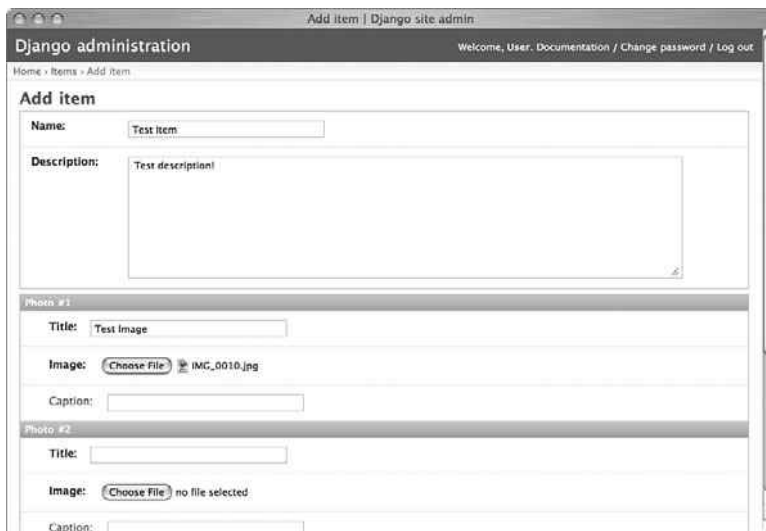 Add item | Django site admin
Django administration
Welcome, User. Documentation / Change password / Log out
Home › Items › Add item
Add item
Name: Test Item
Description: Test description!
Photo #1
Title: Test Image
Image: Choose File IMG_0010.jpg
Caption:
Photo #2
Title:
Image: Choose File no file selected
Caption: